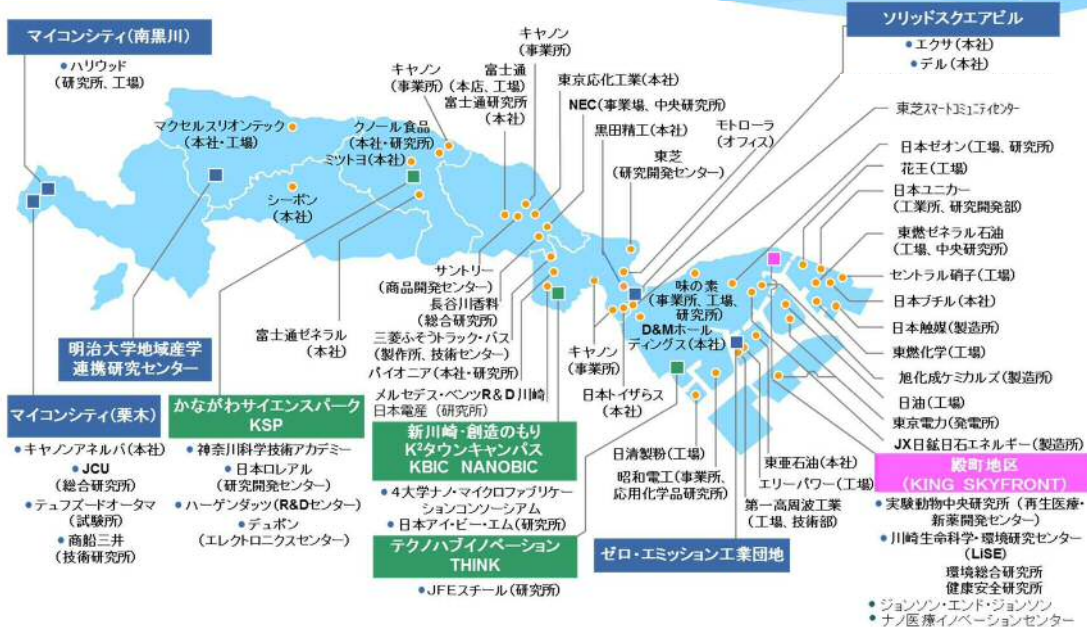 マイコンシティ(南黒川)
●ハリウッド
(研究所、工場)
マクセルスリオンテック
(本社・工場)
シーボン
(本社)
クノール食品
(本社・研究所)
ミツトヨ(本社)
キヤノン
(事業所)
富士通
(本店、工場)
富士通研究所
(本社)
キヤノン
(事業所)
東京応化工業(本社)
NEC(事業場、中央研究所)
黒田精工(本社)
東芝
(研究開発センター)
モトローラ
(オフィス)
ソリッドスクエアビル
●エクサ(本社)
●デル(本社)
東芝スマートコミュニティセンター
日本ゼオン(工場、研究所)
花王(工場)
日本ユニカー
(工業所、研究開発部)
東燃ゼネラル石油
(工場、中央研究所)
セントラル硝子(工場)
日本ブチル(本社)
日本触媒(製造所)
東燃化学(工場)
旭化成ケミカルズ(製造所)
日油(工場)
東京電力(発電所)
JX日鉱日石エネルギー(製造所)
サントリー
(商品開発センター)
長谷川香料
(総合研究所)
三菱ふそうトラック・バス
(製作所、技術センター)
パイオニア(本社・研究所)
メルセデス・ベンツR&D川崎
日本電産(研究所)
富士通ゼネラル
(本社)
キヤノン
(事業所)
味の素
(事業所、工場、
研究所)
D&Mホール
ディングス(本社)
日本トイザらス
(本社)
日清製粉(工場)
昭和電工(事業所、
応用化学品研究所)
東亜石油(本社)
エリーパワー(工場)
第一高周波工業
(工場、技術部)
明治大学地域産学
連携研究センター
マイコンシティ(栗木)
●キヤノンアネルバ(本社)
●JCU
(総合研究所)
●テュフズードオータマ
(試験所)
●商船三井
(技術研究所)
かながわサイエンスパーク
KSP
●神奈川科学技術アカデミー
●日本ロレアル
(研究開発センター)
●ハーゲンダッツ(R&Dセンター)
●デュポン
(エレクトロニクスセンター)
新川崎・創造のもり
K²タウンキャンパス
KBIC NANOBIC
●4大学ナノ・マイクロファブリケー
ションコンソーシアム
●日本アイ・ビー・エム(研究所)
テクノハブイノベーション
THINK
●JFEスチール(研究所)
ゼロ・エミッション工業団地
殿町地区
(KING SKYFRONT)
●実験動物中央研究所(再生医療・
新薬開発センター)
●川崎生命科学・環境研究センター
(LiSE)
環境総合研究所
健康安全研究所
●ジョンソン・エンド・ジョンソン
●ナノ医療イノベーションセンター